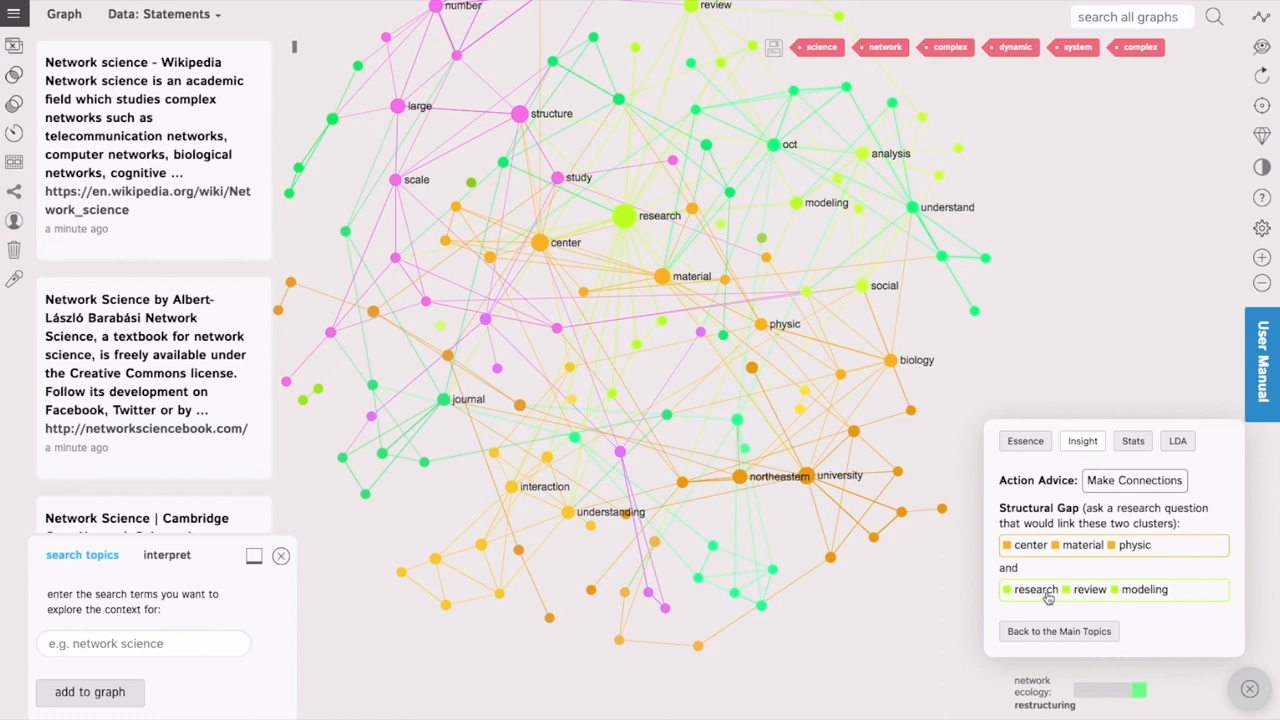 Graph
Data: Statements
search all graphs
science
network
complex
dynamic
system
complex
Network science - Wikipedia
Network science is an academic
field which studies complex
networks such as
telecommunication networks,
computer networks, biological
networks, cognitive ...
https://en.wikipedia.org/wiki/Net
work_science
a minute ago
Network Science by Albert-
László Barabási Network
Science, a textbook for network
science, is freely available under
the Creative Commons license.
Follow its development on
Facebook, Twitter or by ...
http://networksciencebook.com/
a minute ago
Network Science | Cambridge
search topics
interpret
enter the search terms you want to
explore the context for:
e.g. network science
add to graph
number
review
large
structure
oct
analysis
scale
study
modeling
understand
research
center
material
social
physic
biology
journal
northeastern
university
interaction
understanding
User Manual
Essence
Insight
Stats
LDA
Action Advice: Make Connections
Structural Gap (ask a research question
that would link these two clusters):
center material physic
and
research review modeling
Back to the Main Topics
network
ecology:
restructuring